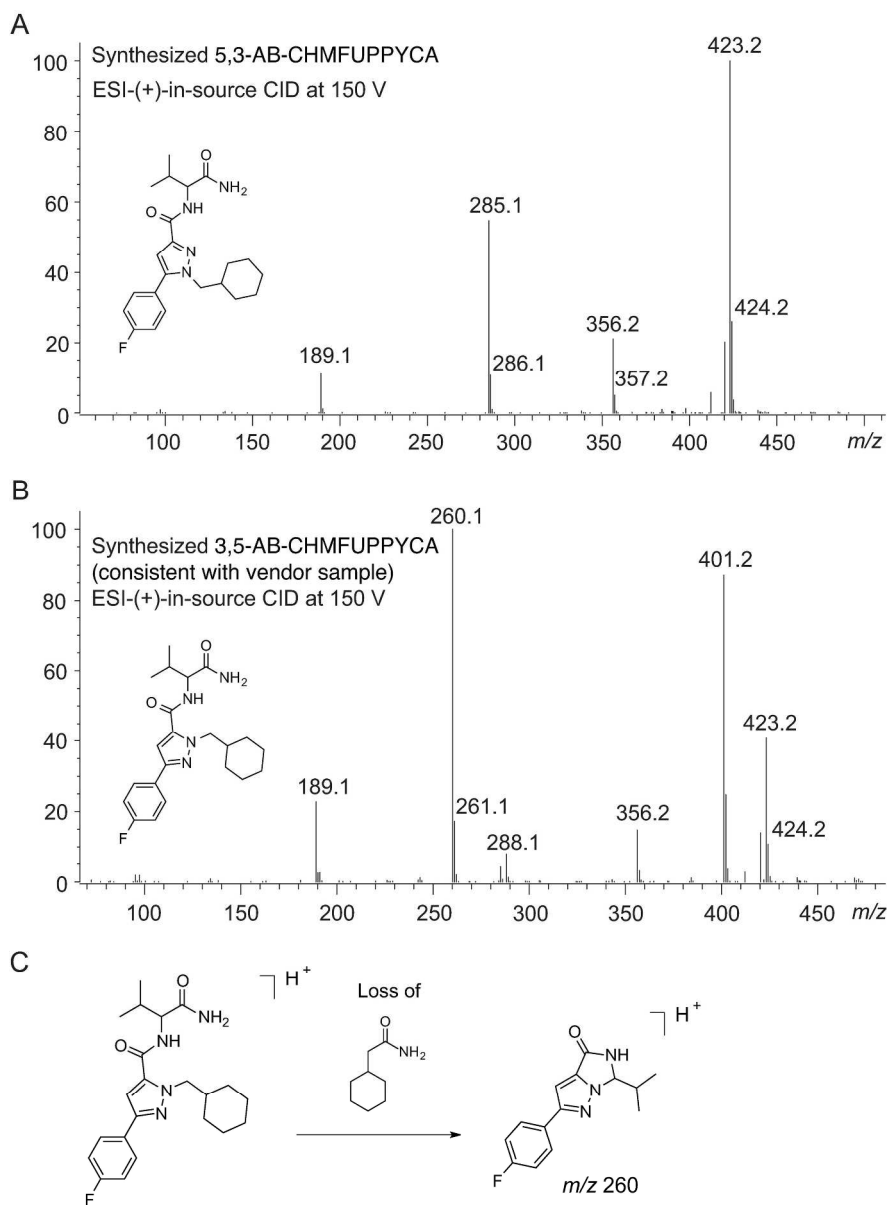 A
Synthesized 5,3-AB-CHMFUPPYCA
ESI-(+)-in-source CID at 150 V
100
80
60
40
20
0
423.2
285.1
424.2
356.2
189.1
286.1
357.2
O
NH2
NH
O
N
N
F
100 150 200 250 300 350 400 450 m/z
B
Synthesized 3,5-AB-CHMFUPPYCA
(consistent with vendor sample)
ESI-(+)-in-source CID at 150 V
100
80
60
40
20
0
260.1
401.2
423.2
189.1
261.1
288.1
356.2
424.2
O
NH2
NH
O
N
N
F
100 150 200 250 300 350 400 450 m/z
C
H+
O
NH2
NH
O
N
N
F
Loss of
O
NH2
H+
O
NH
N
N
F
m/z 260